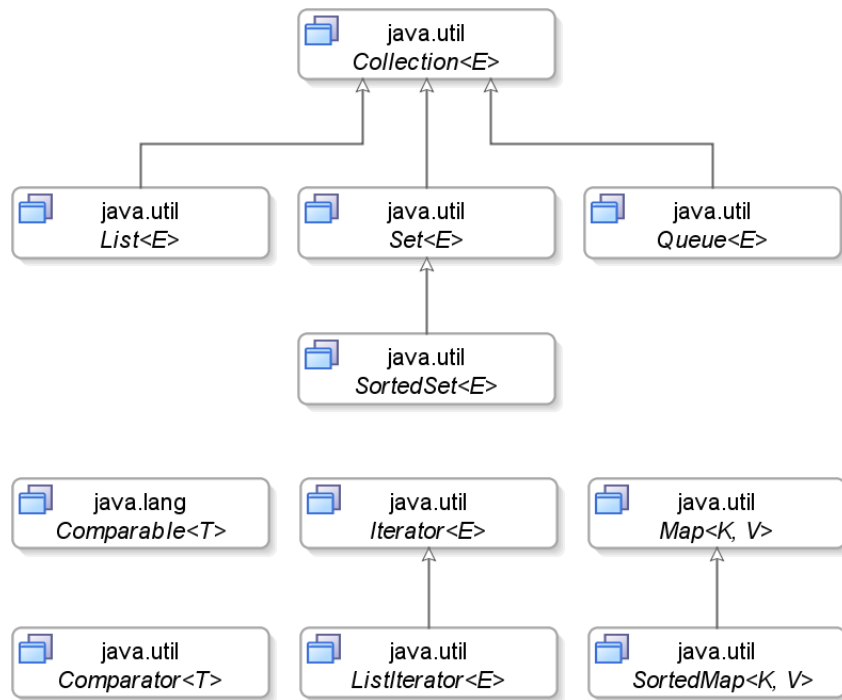 java.util
Collection<E>
java.util
List<E>
java.util
Set<E>
java.util
Queue<E>
java.util
SortedSet<E>
java.lang
Comparable<T>
java.util
Iterator<E>
java.util
Map<K, V>
java.util
Comparator<T>
java.util
ListIterator<E>
java.util
SortedMap<K, V>